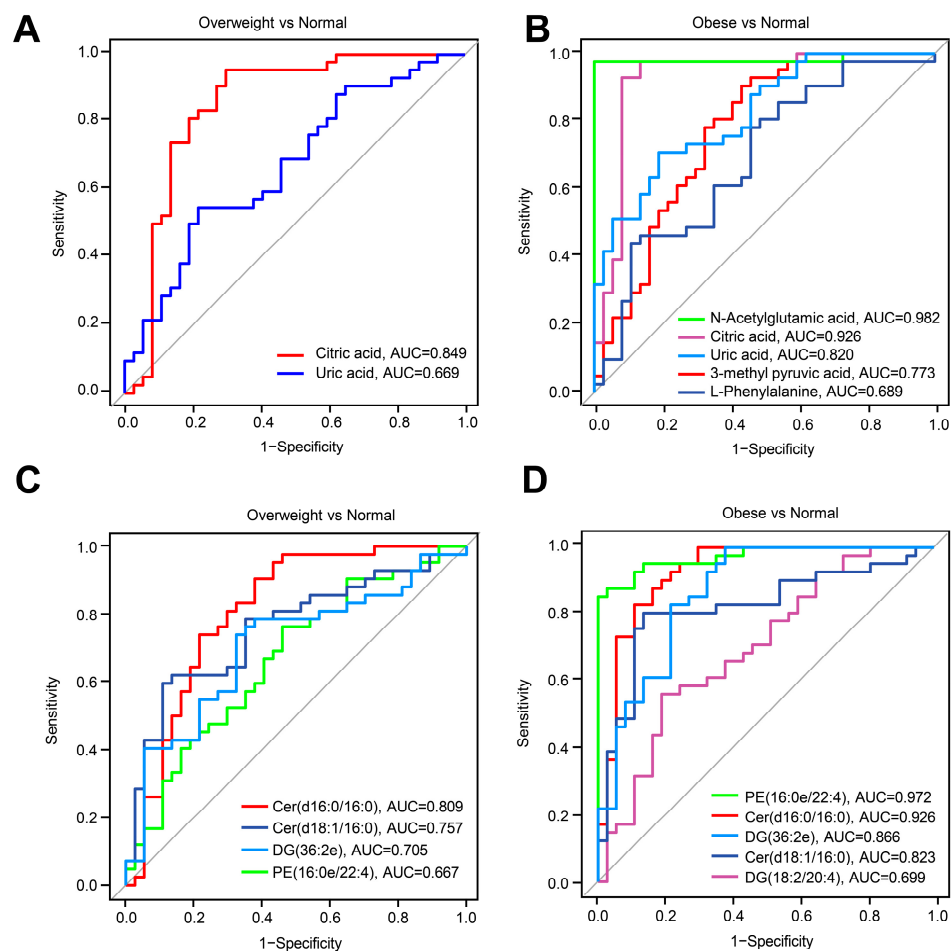 A
Overweight vs Normal
1.0
0.8
0.6
0.4
0.2
0.0
Sensitivity
Citric acid, AUC=0.849
Uric acid, AUC=0.669
0.0 0.2 0.4 0.6 0.8 1.0
1−Specificity
B
Obese vs Normal
1.0
0.8
0.6
0.4
0.2
0.0
Sensitivity
N-Acetylglutamic acid, AUC=0.982
Citric acid, AUC=0.926
Uric acid, AUC=0.820
3-methyl pyruvic acid, AUC=0.773
L-Phenylalanine, AUC=0.689
0.0 0.2 0.4 0.6 0.8 1.0
1−Specificity
C
Overweight vs Normal
1.0
0.8
0.6
0.4
0.2
0.0
Sensitivity
Cer(d16:0/16:0), AUC=0.809
Cer(d18:1/16:0), AUC=0.757
DG(36:2e), AUC=0.705
PE(16:0e/22:4), AUC=0.667
0.0 0.2 0.4 0.6 0.8 1.0
1−Specificity
D
Obese vs Normal
1.0
0.8
0.6
0.4
0.2
0.0
Sensitivity
PE(16:0e/22:4), AUC=0.972
Cer(d16:0/16:0), AUC=0.926
DG(36:2e), AUC=0.866
Cer(d18:1/16:0), AUC=0.823
DG(18:2/20:4), AUC=0.699
0.0 0.2 0.4 0.6 0.8 1.0
1−Specificity